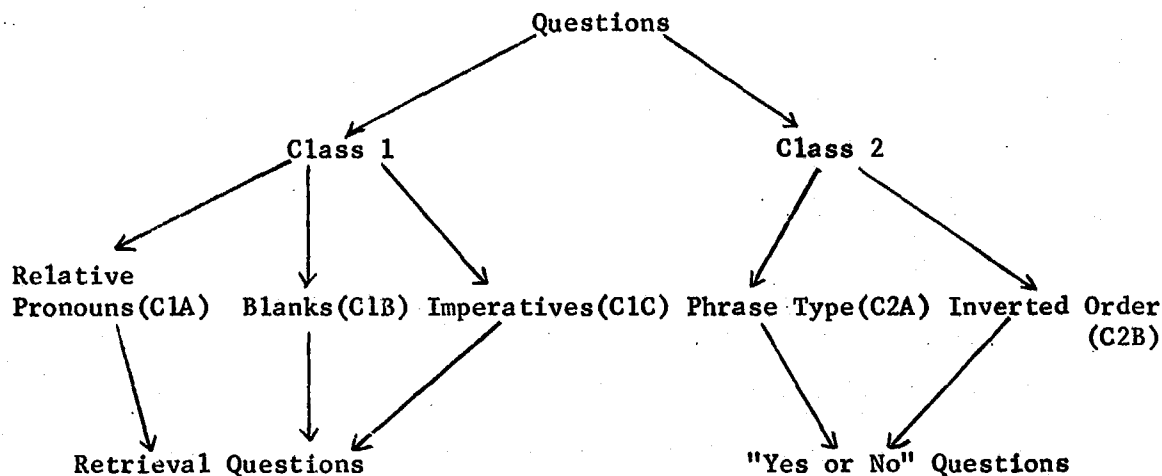 Questions
Class 1 Class 2
Relative
Pronouns(C1A) Blanks(C1B) Imperatives(C1C) Phrase Type(C2A) Inverted Order
(C2B)
Retrieval Questions "Yes or No" Questions